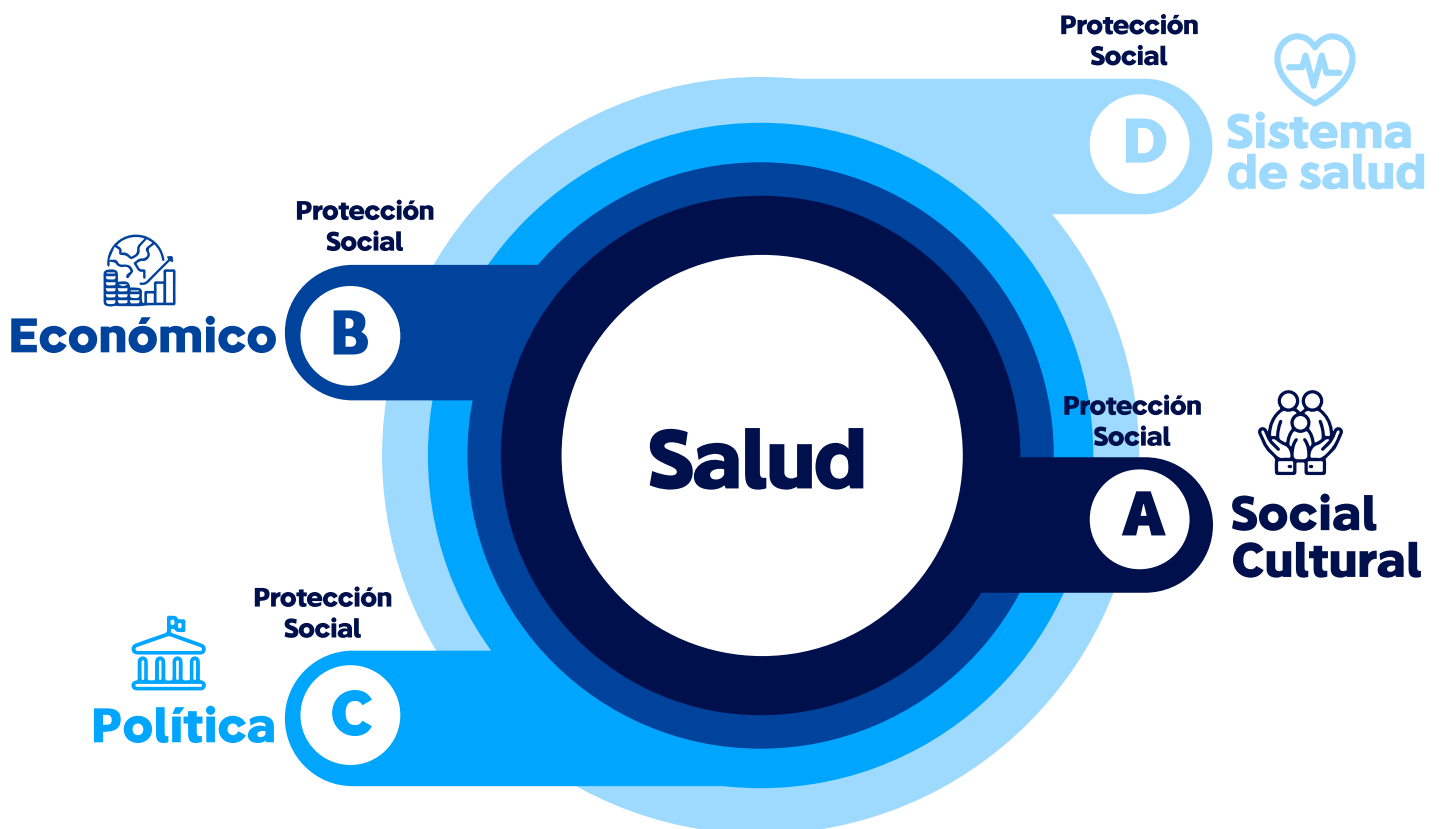 Protección
Social
D
Sistema
de salud
Protección
Social
B
Económico
Salud
Protección
Social
A
Social
Cultural
Protección
Social
C
Política